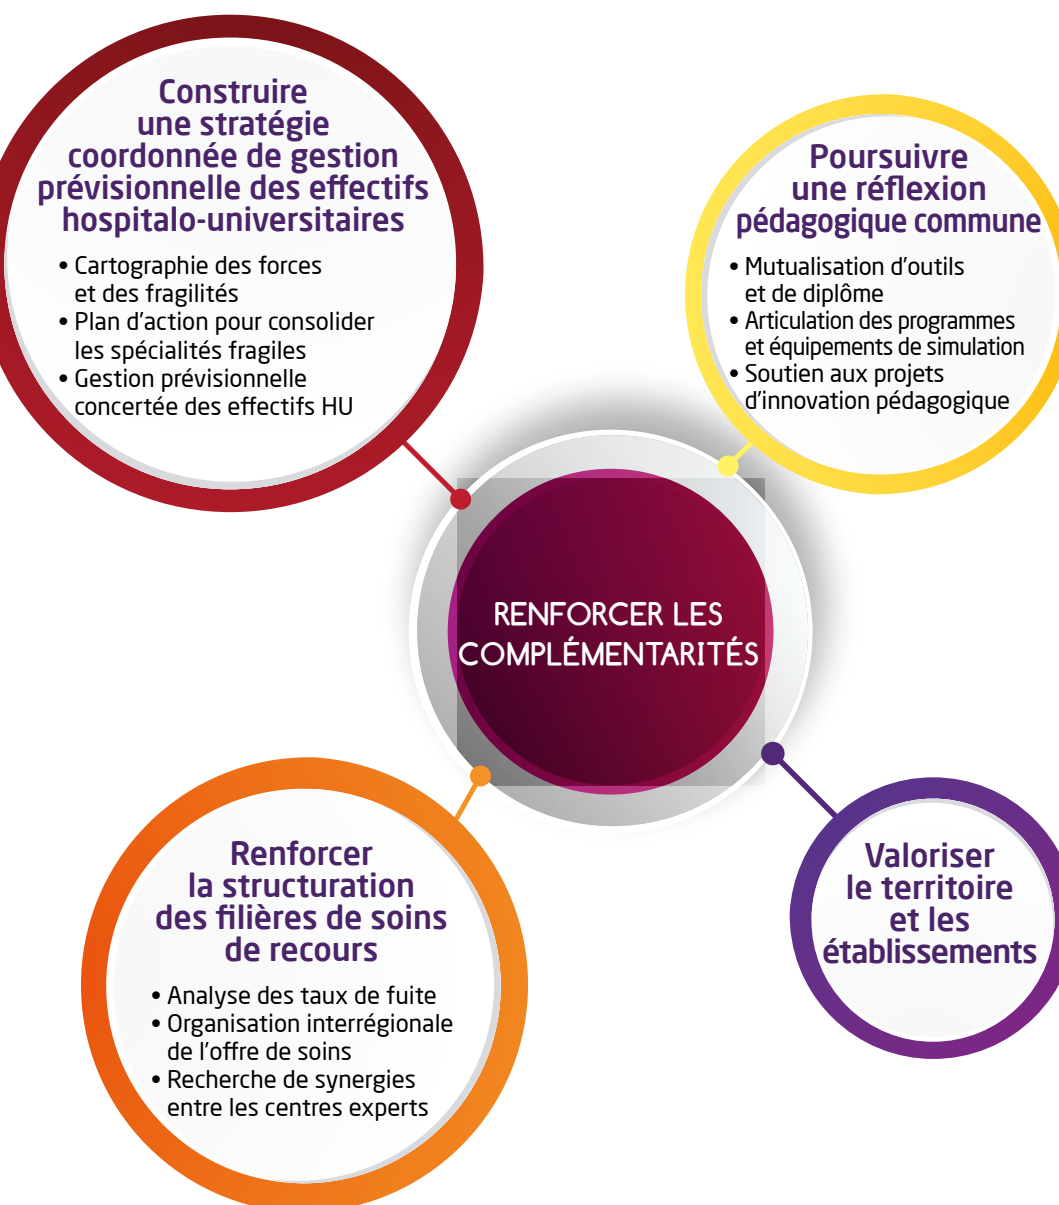 Construire
une stratégie
coordonnée de gestion
prévisionnelle des effectifs
hospitalo-universitaires
• Cartographie des forces
et des fragilités
• Plan d'action pour consolider
les spécialités fragiles
• Gestion prévisionnelle
concertée des effectifs HU
Poursuivre
une réflexion
pédagogique commune
• Mutualisation d'outils
et de diplôme
• Articulation des programmes
et équipements de simulation
• Soutien aux projets
d'innovation pédagogique
RENFORCER LES
COMPLÉMENTARITÉS
Renforcer
la structuration
des filières de soins
de recours
• Analyse des taux de fuite
• Organisation interrégionale
de l'offre de soins
• Recherche de synergies
entre les centres experts
Valoriser
le territoire
et les
établissements